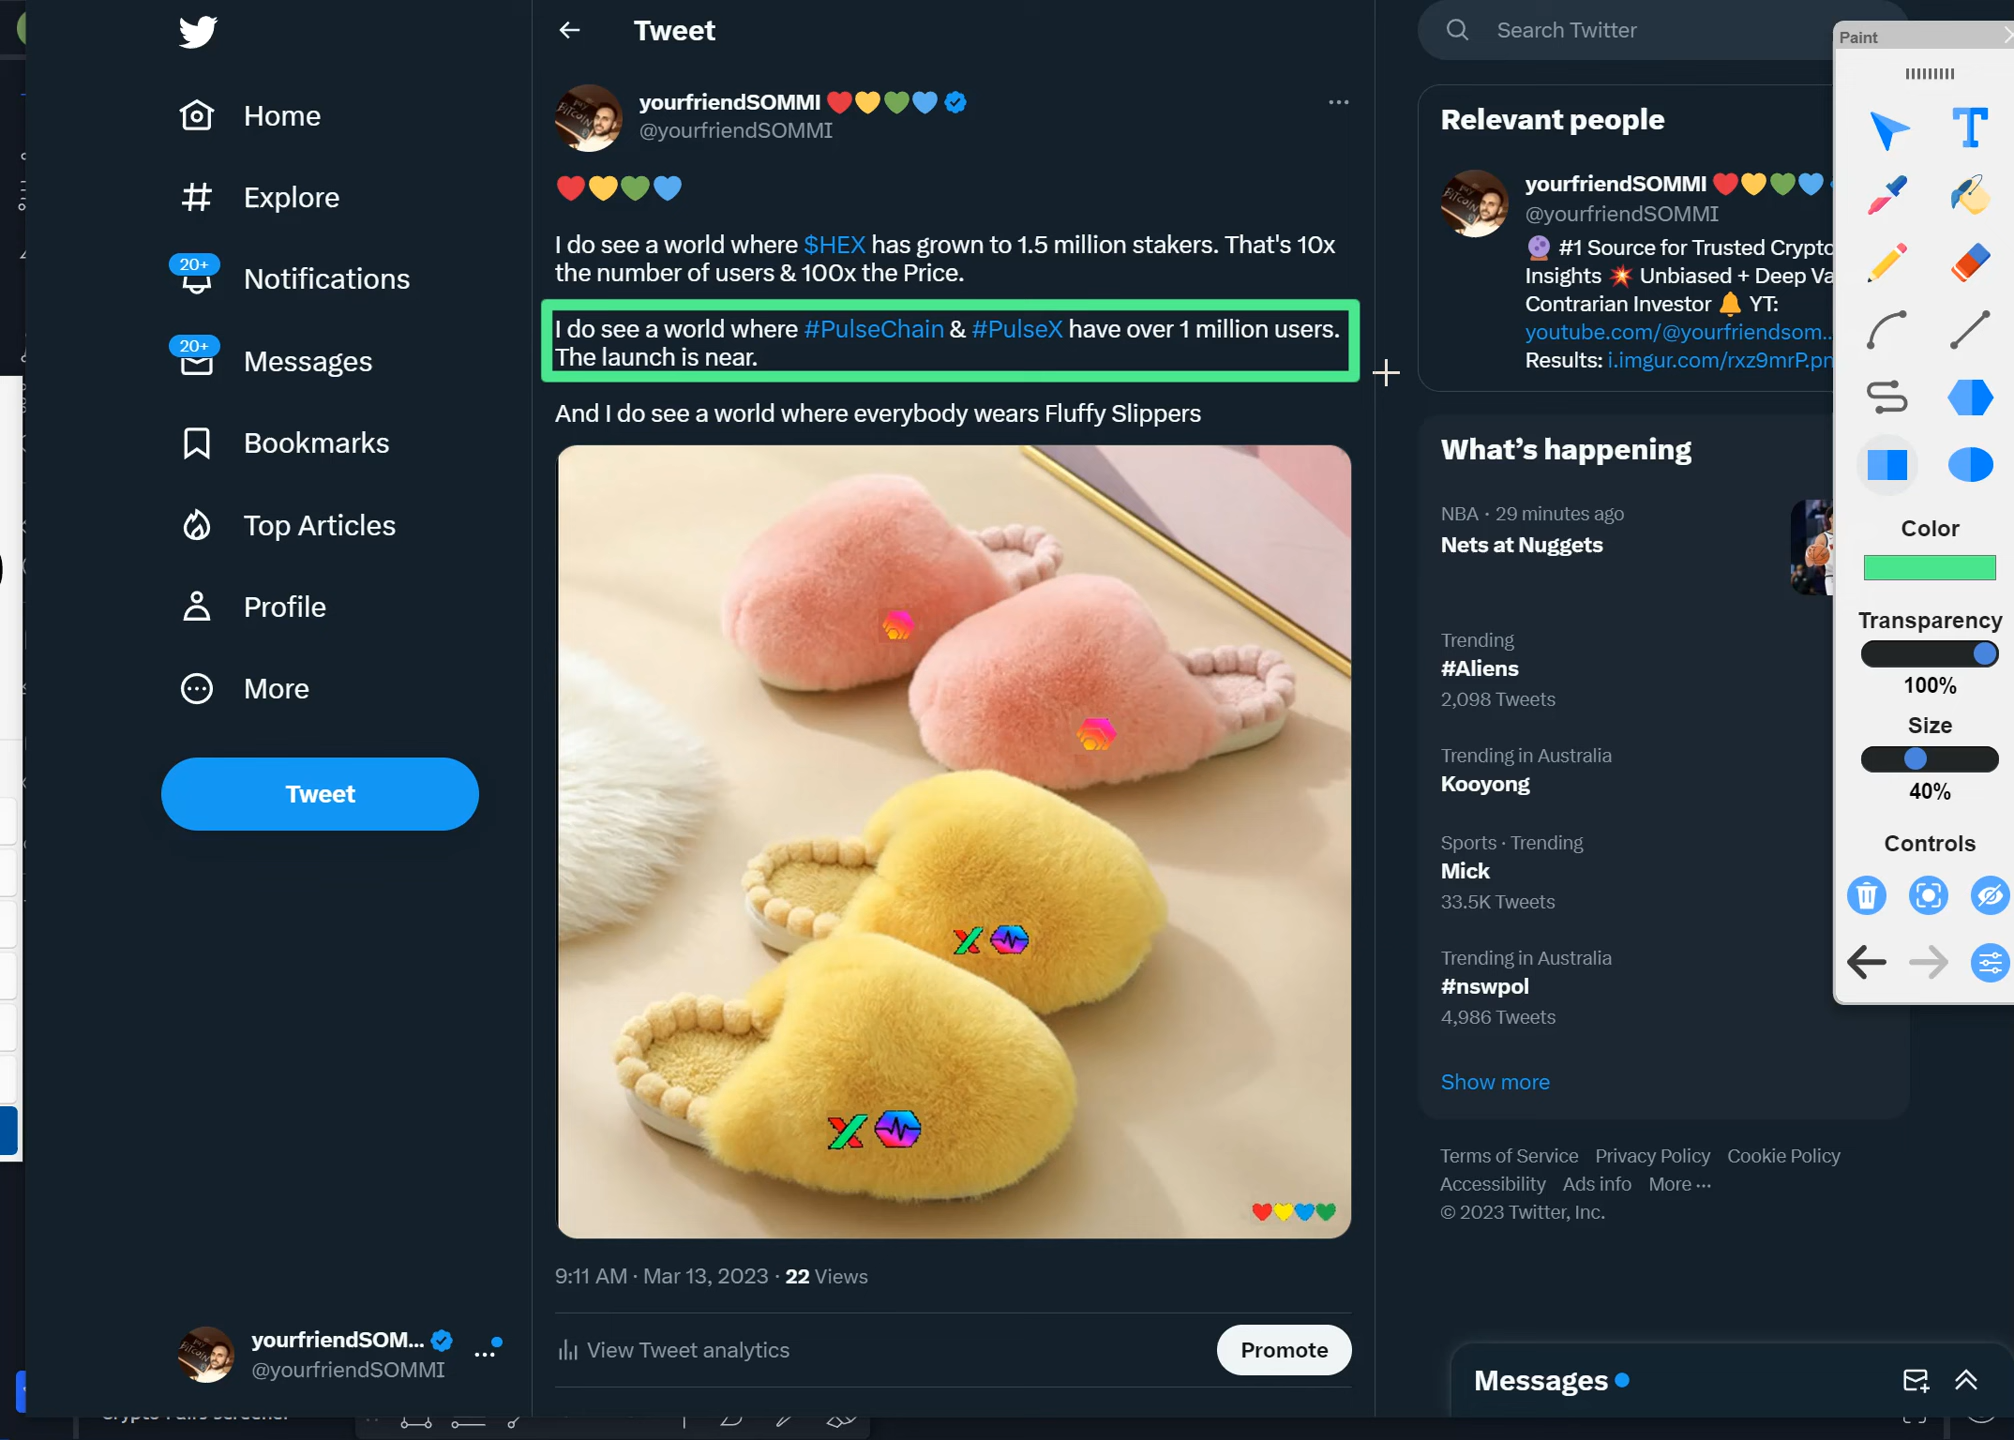 Home
Explore
20+
Notifications
20+
Messages
Bookmarks
Top Articles
Profile
More
Tweet
yourfriendSOM...
@yourfriendSOMMI
Tweet
yourfriendSOMMI
@yourfriendSOMMI
I do see a world where $HEX has grown to 1.5 million stakers. That's 10x
the number of users & 100x the Price.
I do see a world where #PulseChain & #PulseX have over 1 million users.
The launch is near.
And I do see a world where everybody wears Fluffy Slippers
9:11 AM · Mar 13, 2023 · 22 Views
View Tweet analytics
Promote
Search Twitter
Relevant people
yourfriendSOMMI
@yourfriendSOMMI
#1 Source for Trusted Crypto
Insights 💥 Unbiased + Deep Va
Contrarian Investor 🔔 YT:
youtube.com/@yourfriendsom...
Results: i.imgur.com/rxz9mrP.pn
What's happening
NBA · 29 minutes ago
Nets at Nuggets
Trending
#Aliens
2,098 Tweets
Trending in Australia
Kooyong
Sports · Trending
Mick
33.5K Tweets
Trending in Australia
#nswpol
4,986 Tweets
Show more
Terms of Service Privacy Policy Cookie Policy
Accessibility Ads info More ...
© 2023 Twitter, Inc.
Messages
Paint
Color
Transparency
100%
Size
40%
Controls